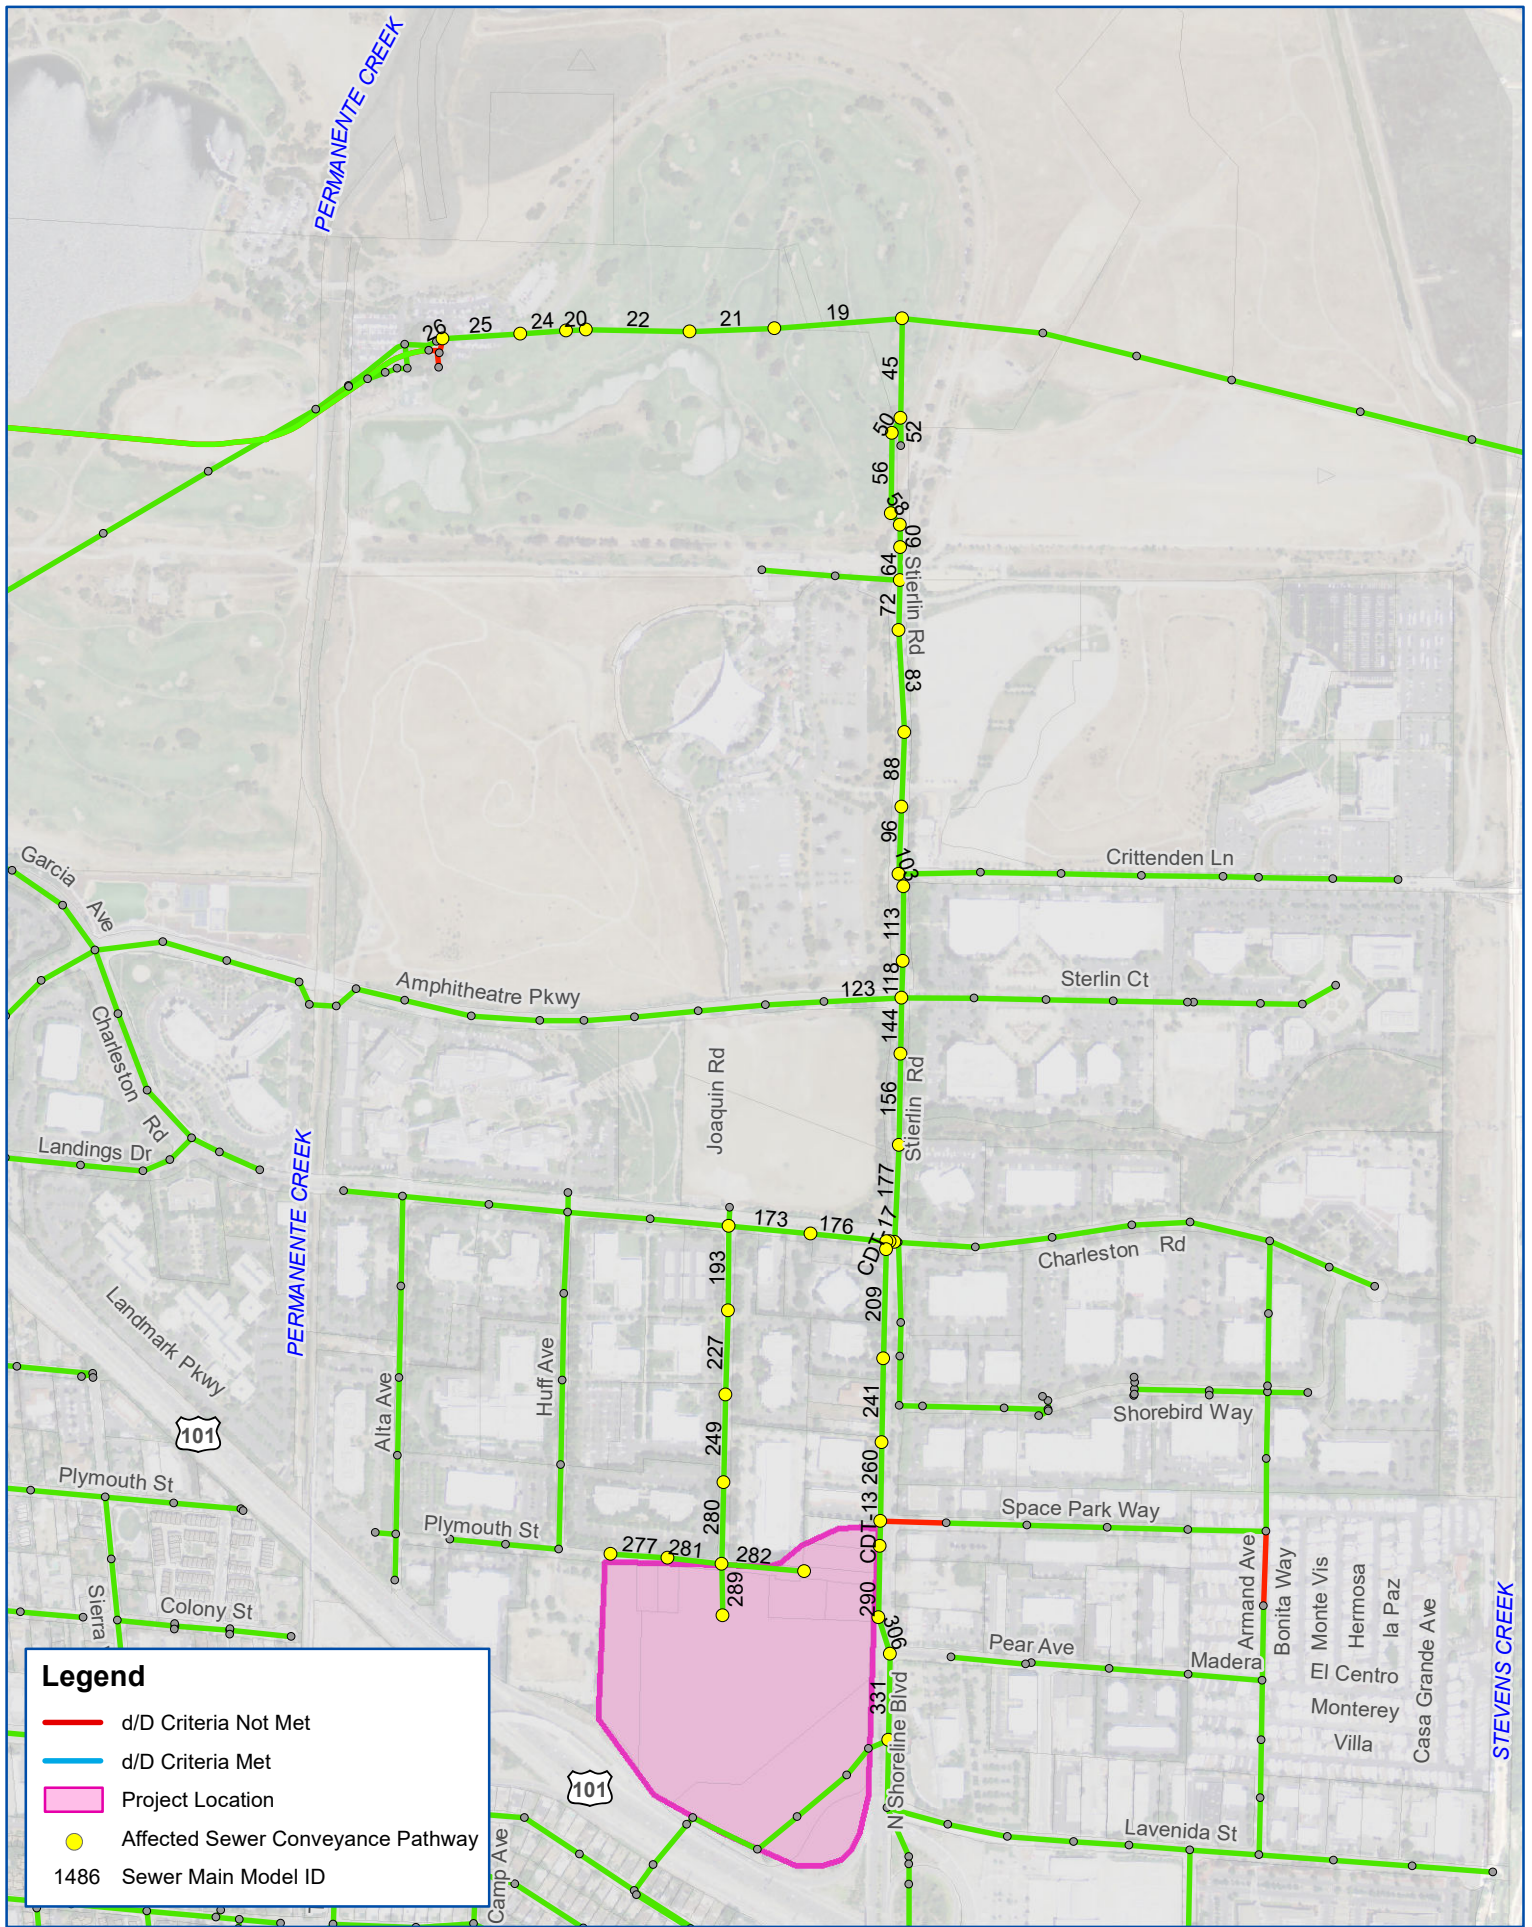 PERMANENTE CREEK
26
25
24
20
22
21
19
45
50
52
56
58
60
64
Stierlin Rd
72
83
88
96
103
Crittenden Ln
Garcia Ave
113
118
Amphitheatre Pkwy
123
Sterlin Ct
144
Charleston Rd
Joaquin Rd
156
Stierlin Rd
Landings Dr
PERMANENTE CREEK
177
173
176
CDT-17
Charleston Rd
193
209
Landmark Pkwy
227
Huff Ave
Alta Ave
241
Shorebird Way
101
249
260
Plymouth St
CDT-13
Space Park Way
280
Plymouth St
277
281
282
289
290
306
Armand Ave
Bonita Way
Monte Vis
Hermosa
la Paz
Casa Grande Ave
STEVENS CREEK
Sierra
Colony St
Pear Ave
Madera
El Centro
Monterey
Villa
331
N Shoreline Blvd
101
Lavenida St
Camp Ave
Legend
d/D Criteria Not Met
d/D Criteria Met
Project Location
Affected Sewer Conveyance Pathway
1486 Sewer Main Model ID